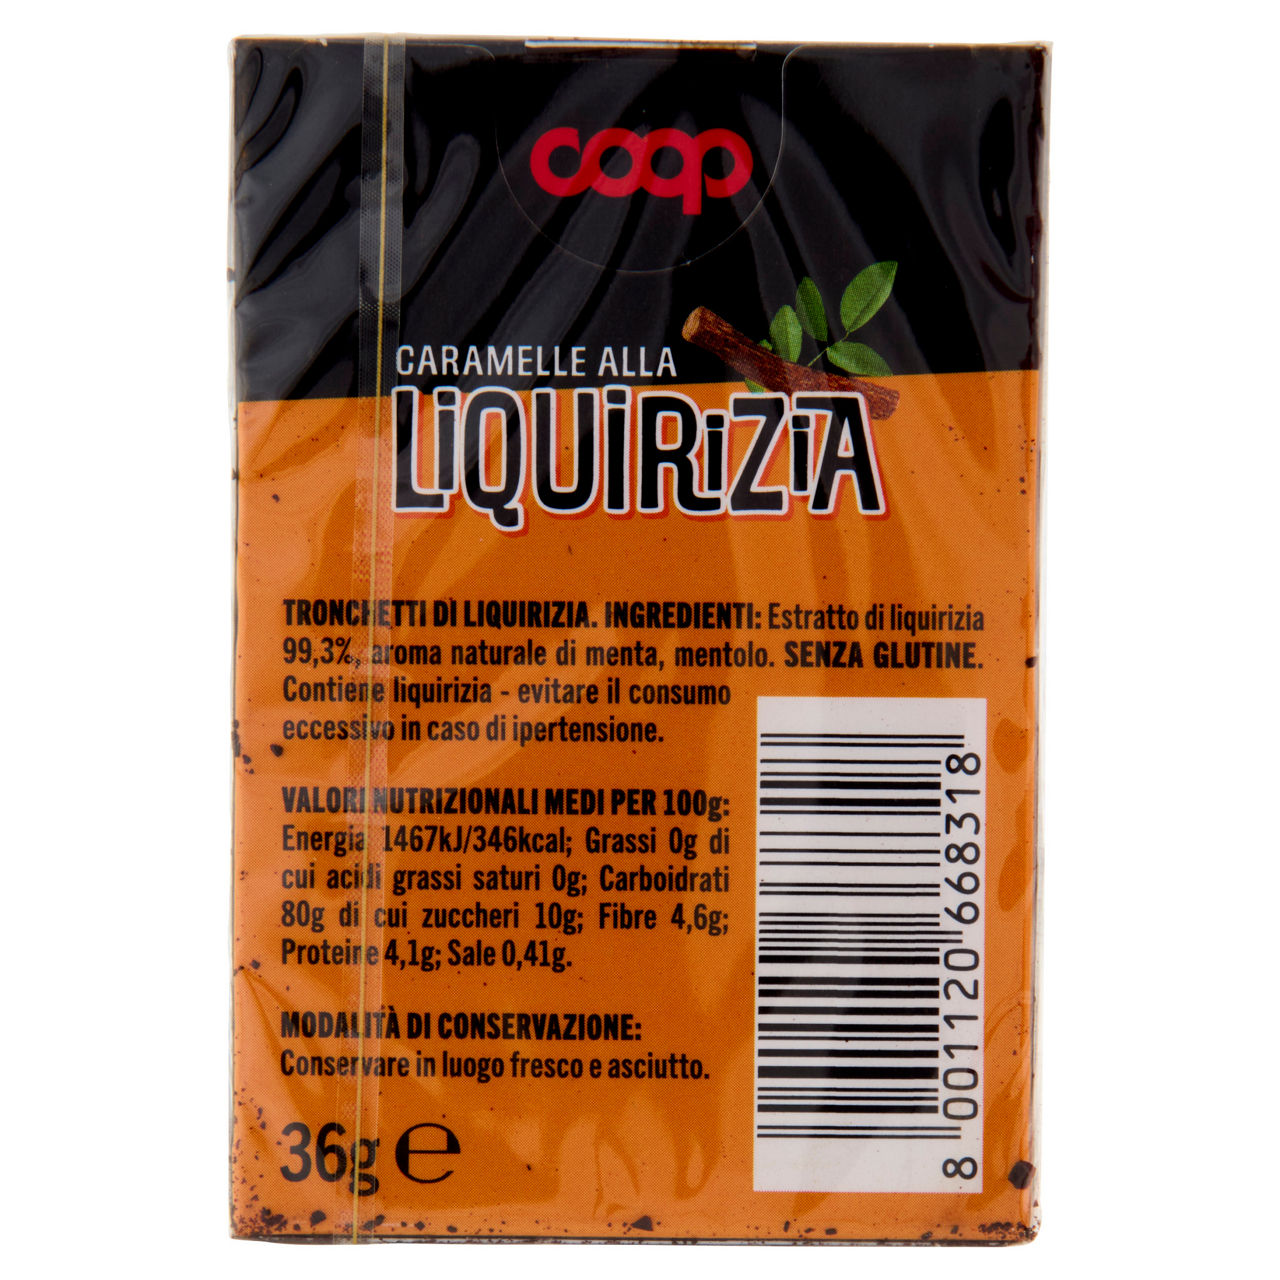 coop
CARAMELLE ALLA
LiQUiRiZiA
TRONCHETTI DI LIQUIRIZIA. INGREDIENTI: Estratto di liquirizia
99,3%, aroma naturale di menta, mentolo. SENZA GLUTINE.
Contiene liquirizia - evitare il consumo
eccessivo in caso di ipertensione.
VALORI NUTRIZIONALI MEDI PER 100g:
Energia 1467kJ/346kcal; Grassi 0g di
cui acidi grassi saturi 0g; Carboidrati
80g di cui zuccheri 10g; Fibre 4,6g;
Proteine 4,1g; Sale 0,41g.
MODALITÀ DI CONSERVAZIONE:
Conservare in luogo fresco e asciutto.
36g e
8 001120 668318